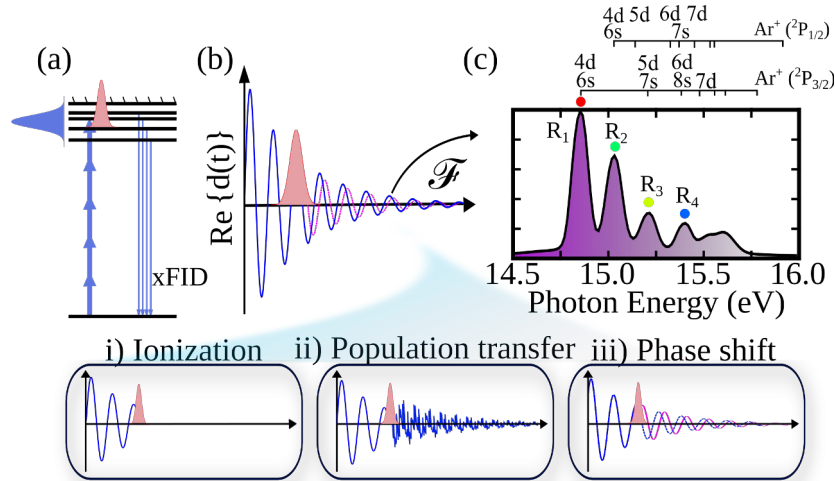 (a)
xFID
(b)
Re{d(t)}
ℱ
(c)
4d 5d 6d 7d
6s 7s
Ar⁺ (²P₁/₂)
4d 5d 6d
6s 7s 8s 7d
Ar⁺ (²P₃/₂)
R₁
R₂
R₃
R₄
14.5 15.0 15.5 16.0
Photon Energy (eV)
i) Ionization
ii) Population transfer
iii) Phase shift